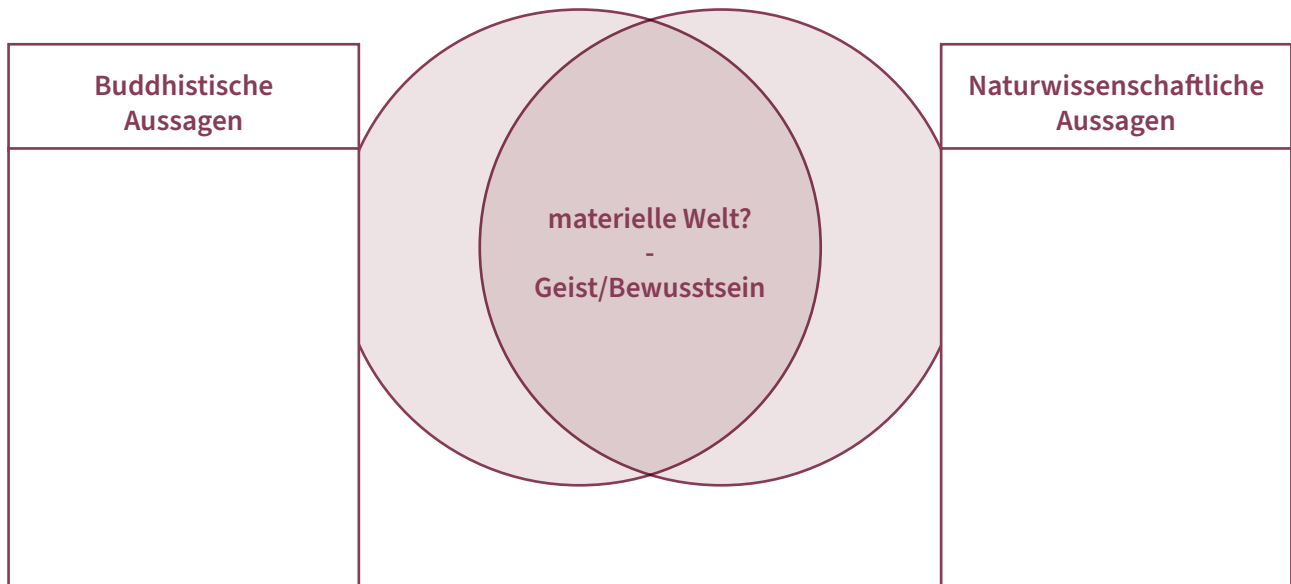 Buddhistische
Aussagen
Naturwissenschaftliche
Aussagen
materielle Welt?
-
Geist/Bewusstsein